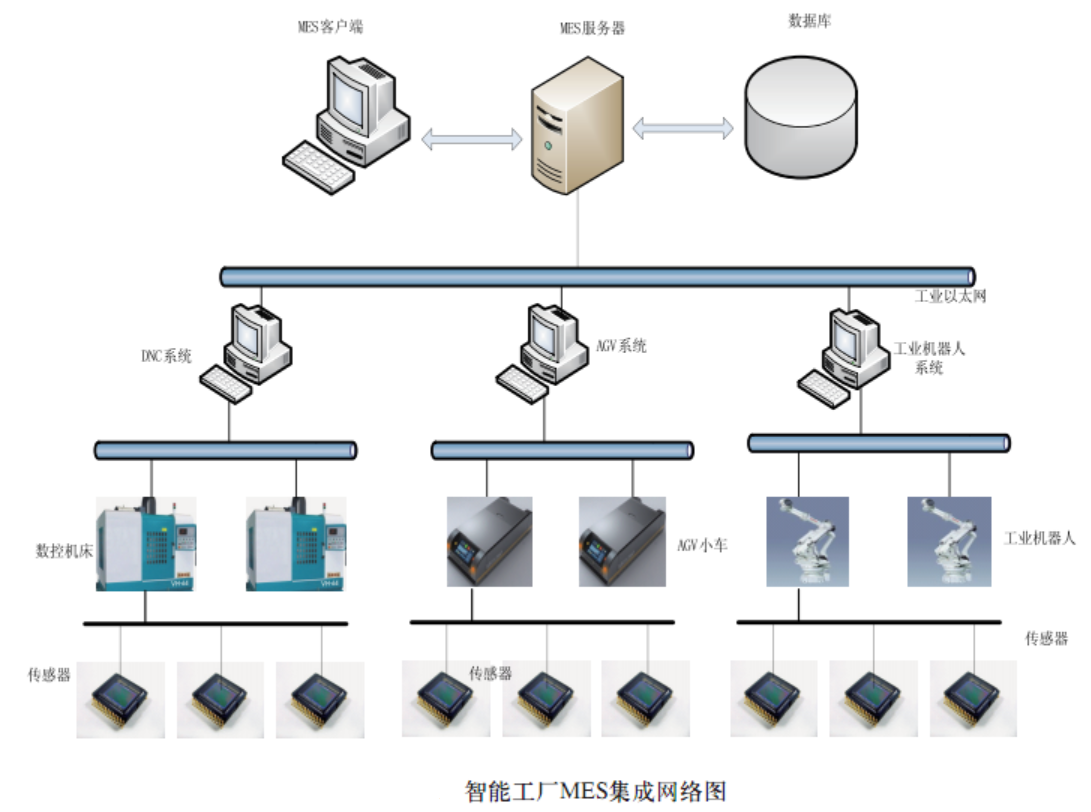 MES客户端
MES服务器
数据库
工业以太网
DNC系统
AGV系统
工业机器人
系统
数控机床
AGV小车
工业机器人
传感器
传感器
传感器
智能工厂MES集成网络图